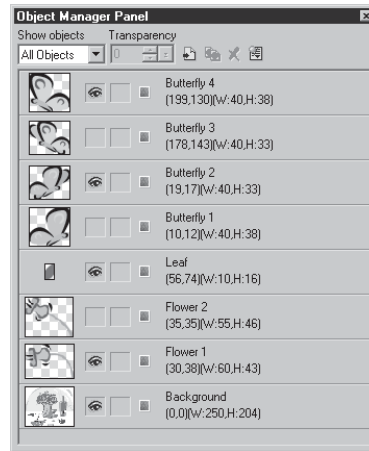 Object Manager Panel
Show objects Transparency
All Objects 0
Butterfly 4
(199,130)(W:40,H:38)
Butterfly 3
(178,143)(W:40,H:33)
Butterfly 2
(19,17)(W:40,H:33)
Butterfly 1
(10,12)(W:40,H:38)
Leaf
(56,74)(W:10,H:16)
Flower 2
(35,35)(W:55,H:46)
Flower 1
(30,38)(W:60,H:43)
Background
(0,0)(W:250,H:204)